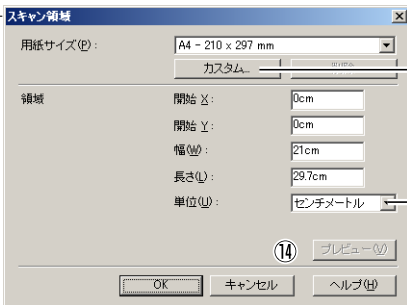 スキャン領域
用紙サイズ(P): A4 - 210 x 297 mm
カスタム... 削除
領域 開始 X: 0cm
開始 Y: 0cm
幅(W): 21cm
長さ(L): 29.7cm
単位(U): センチメートル
⑭ プレビュー(V)
OK キャンセル ヘルプ(H)